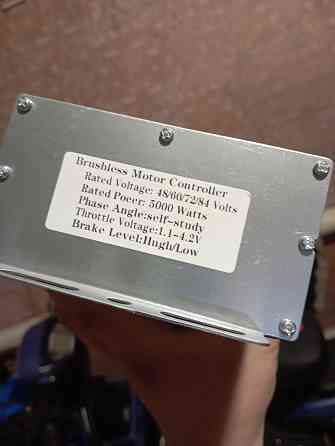 Brushless Motor Controller
Rated Voltage: 48/60/72/84 Volts
Rated Poeer: 5000 Watts
Phase Angle:self-study
Throttle Voltage:1.1-4.2V
Brake Level:Hugh/Low